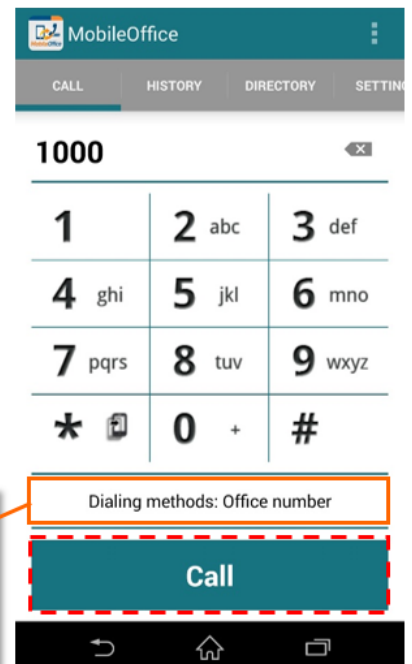 MobileOffice
CALL HISTORY DIRECTORY SETTING
1000
1 2 abc 3 def
4 ghi 5 jkl 6 mno
7 pqrs 8 tuv 9 wxyz
* 0 + #
Dialing methods: Office number
Call